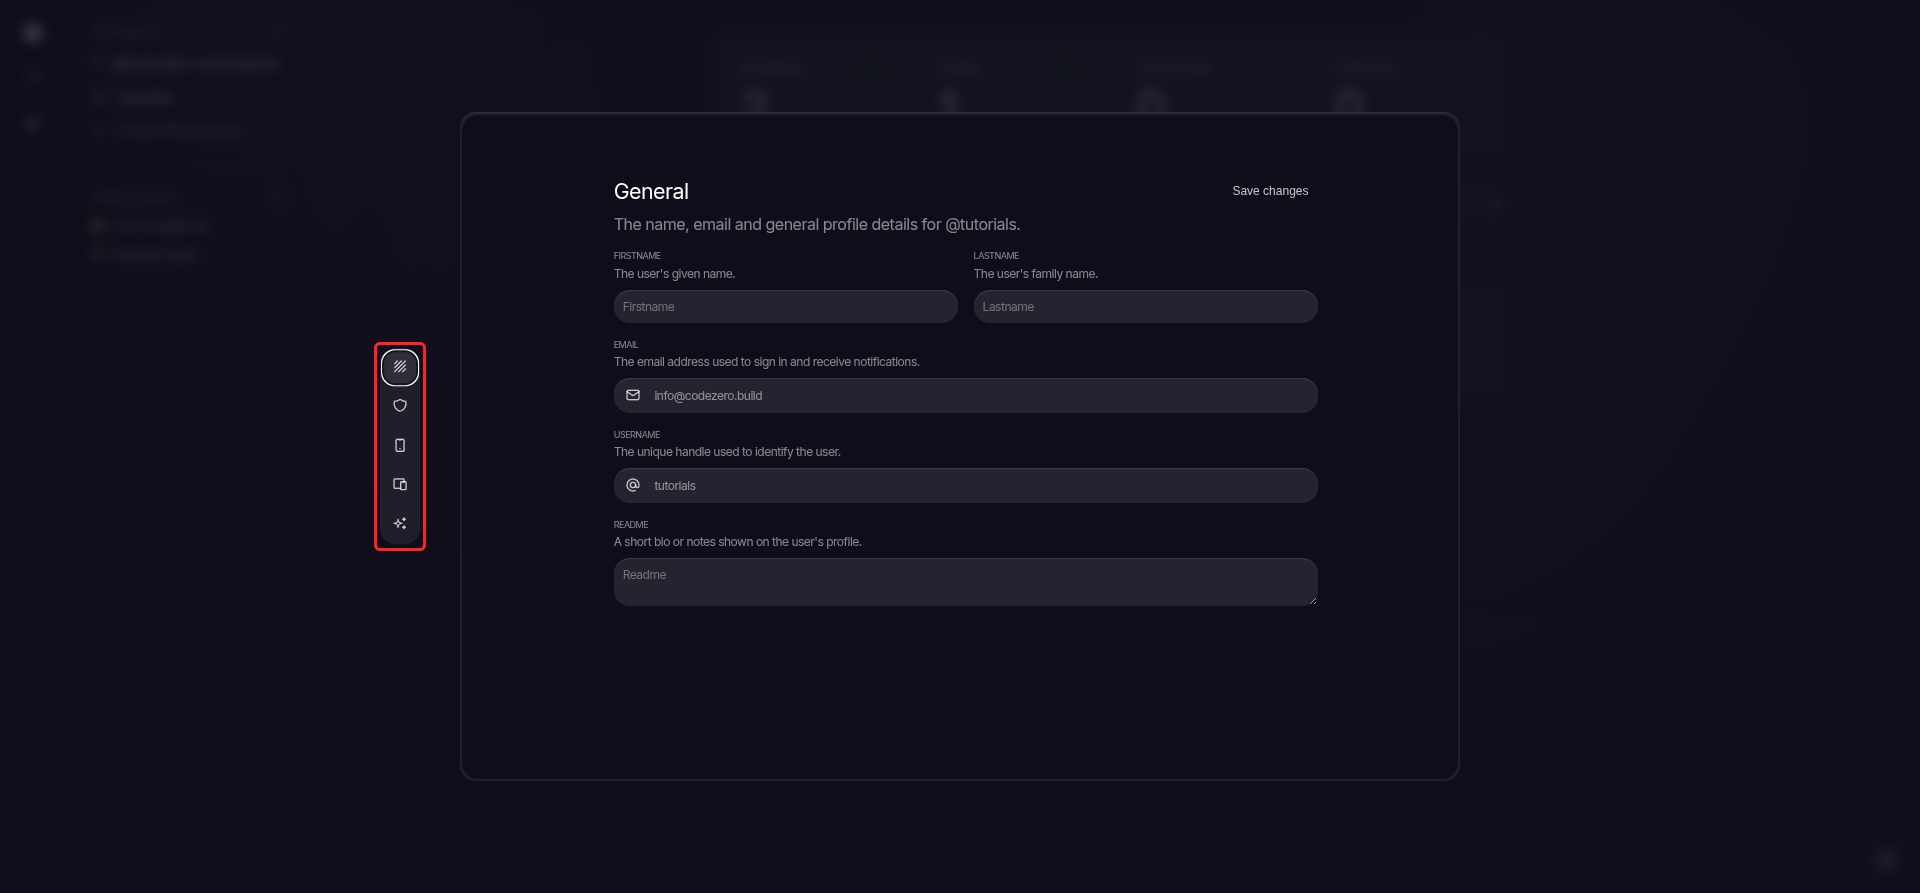 General
Save changes
The name, email and general profile details for @tutorials.
FIRSTNAME
The user's given name.
Firstname
LASTNAME
The user's family name.
Lastname
EMAIL
The email address used to sign in and receive notifications.
info@codezero.build
USERNAME
The unique handle used to identify the user.
tutorials
README
A short bio or notes shown on the user's profile.
Readme